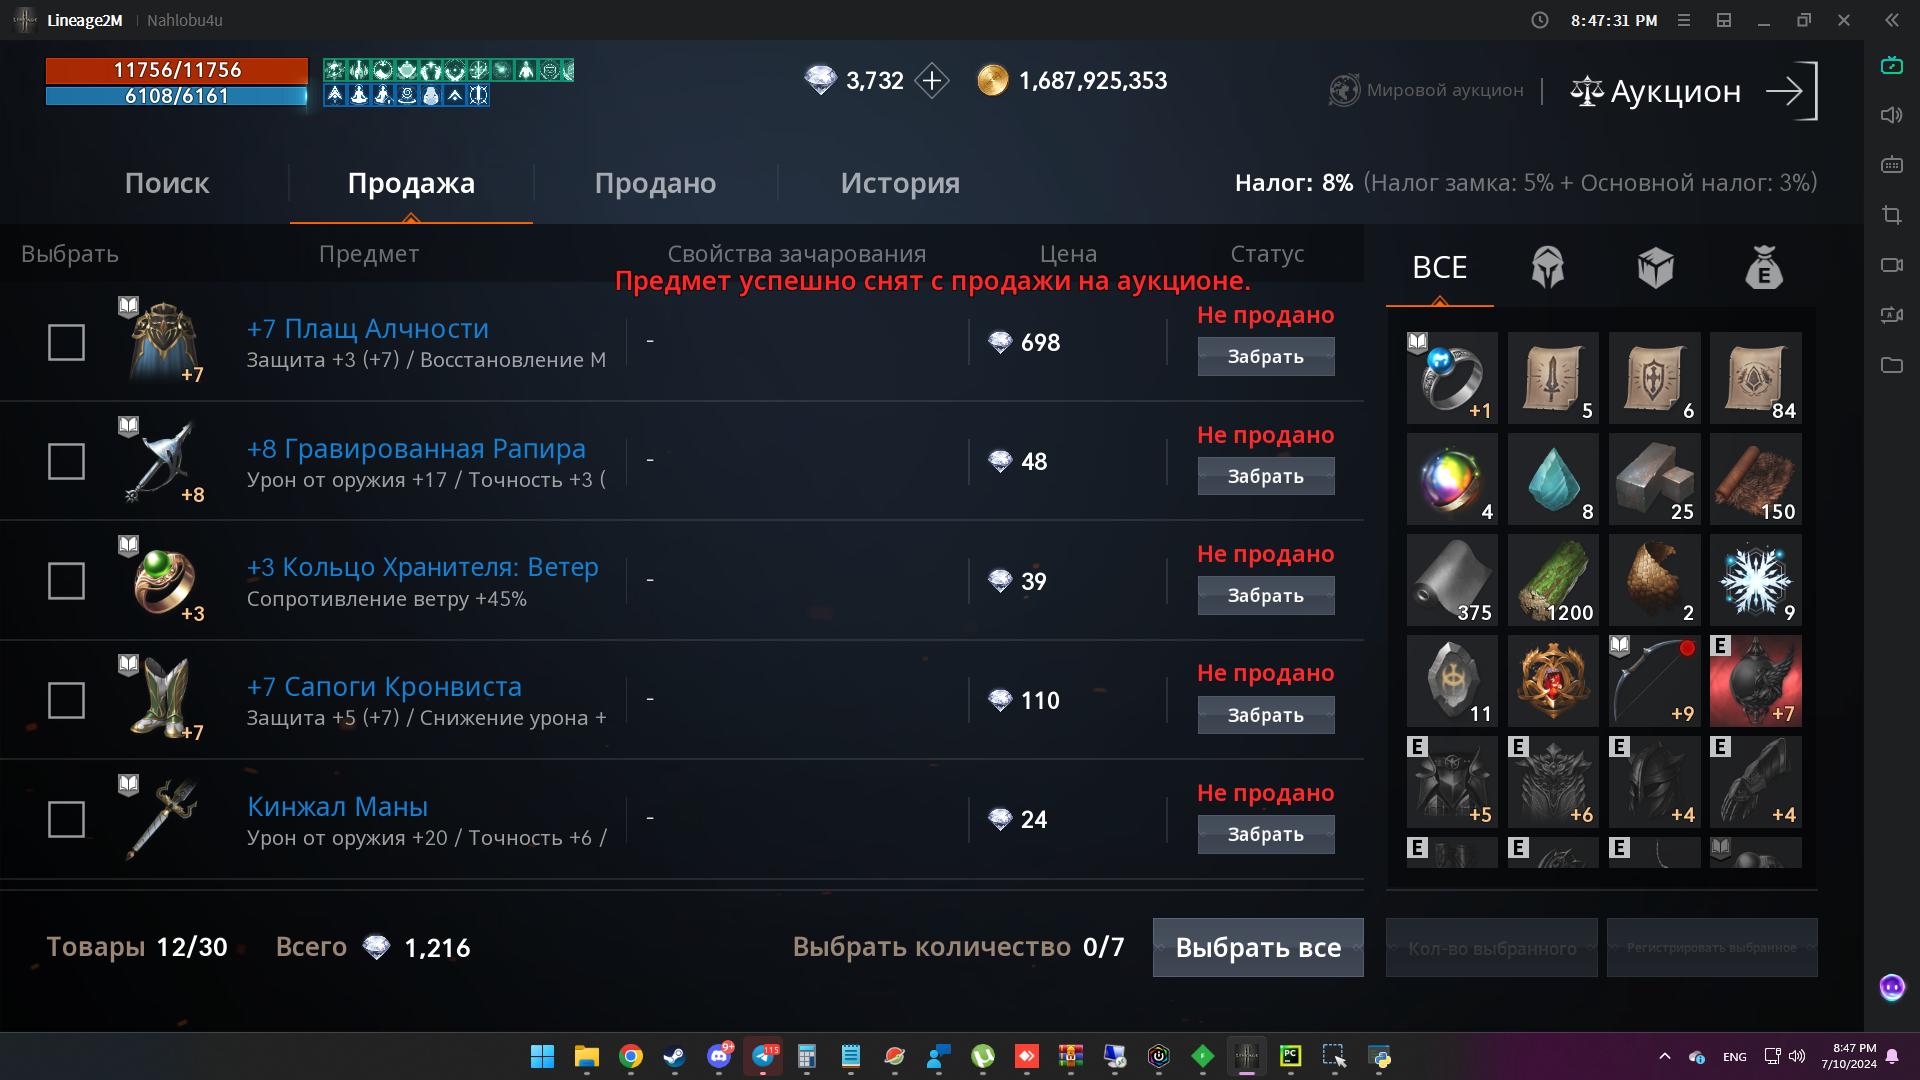 Lineage2M
Nahlobu4u
8:47:31 PM
11756/11756
6108/6161
3,732
1,687,925,353
Мировой аукцион
Аукцион
Поиск
Продажа
Продано
История
Налог: 8% (Налог замка: 5% + Основной налог: 3%)
Выбрать
Предмет
Свойства зачарования
Цена
Статус
Предмет успешно снят с продажи на аукционе.
+7
+7 Плащ Алчности
Защита +3 (+7) / Восстановление М
-
698
Не продано
Забрать
+8
+8 Гравированная Рапира
Урон от оружия +17 / Точность +3 (
-
48
Не продано
Забрать
+3
+3 Кольцо Хранителя: Ветер
Сопротивление ветру +45%
-
39
Не продано
Забрать
+7
+7 Сапоги Кронвиста
Защита +5 (+7) / Снижение урона +
-
110
Не продано
Забрать
Кинжал Маны
Урон от оружия +20 / Точность +6 /
-
24
Не продано
Забрать
Товары 12/30
Всего 1,216
Выбрать количество 0/7
Выбрать все
ВСЕ
E
+1
5
6
84
4
8
25
150
375
1200
2
9
11
+9
E +7
E +5
E +6
E +4
E +4
E
E
E
Кол-во выбранного
Регистрировать выбранное
9+
115
PC
ENG
8:47 PM
7/10/2024